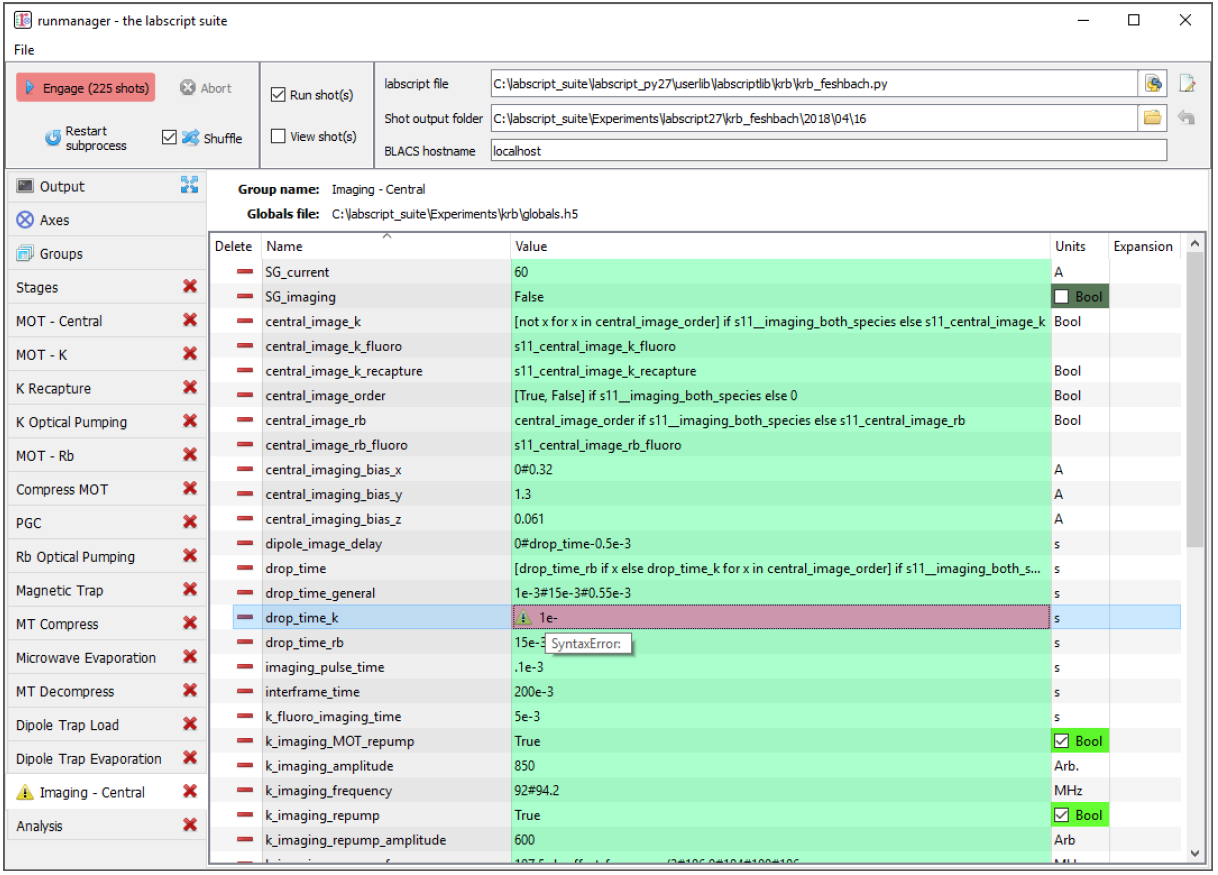 runmanager - the labscript suite
File
Engage (225 shots)
Abort
Restart subprocess
Shuffle
Run shot(s)
View shot(s)
labscript file C:\labscript_suite\labscript_py27\userlib\labscriptlib\krb\krb_feshbach.py
Shot output folder C:\labscript_suite\Experiments\labscript27\krb_feshbach\2018\04\16
BLACS hostname localhost
Output
Axes
Groups
Stages
MOT - Central
MOT - K
K Recapture
K Optical Pumping
MOT - Rb
Compress MOT
PGC
Rb Optical Pumping
Magnetic Trap
MT Compress
Microwave Evaporation
MT Decompress
Dipole Trap Load
Dipole Trap Evaporation
Imaging - Central
Analysis
Group name: Imaging - Central
Globals file: C:\labscript_suite\Experiments\krb\globals.h5
Delete Name Value Units Expansion
SG_current 60 A
SG_imaging False Bool
central_image_k [not x for x in central_image_order] if s11__imaging_both_species else s11_central_image_k Bool
central_image_k_fluoro s11_central_image_k_fluoro
central_image_k_recapture s11_central_image_k_recapture Bool
central_image_order [True, False] if s11__imaging_both_species else 0 Bool
central_image_rb central_image_order if s11__imaging_both_species else s11_central_image_rb Bool
central_image_rb_fluoro s11_central_image_rb_fluoro
central_imaging_bias_x 0#0.32 A
central_imaging_bias_y 1.3 A
central_imaging_bias_z 0.061 A
dipole_image_delay 0#drop_time-0.5e-3 s
drop_time [drop_time_rb if x else drop_time_k for x in central_image_order] if s11__imaging_both_s... s
drop_time_general 1e-3#15e-3#0.55e-3 s
drop_time_k 1e- s
drop_time_rb 15e-3 s
SyntaxError:
imaging_pulse_time .1e-3 s
interframe_time 200e-3 s
k_fluoro_imaging_time 5e-3 s
k_imaging_MOT_repump True Bool
k_imaging_amplitude 850 Arb.
k_imaging_frequency 92#94.2 MHz
k_imaging_repump True Bool
k_imaging_repump_amplitude 600 Arb